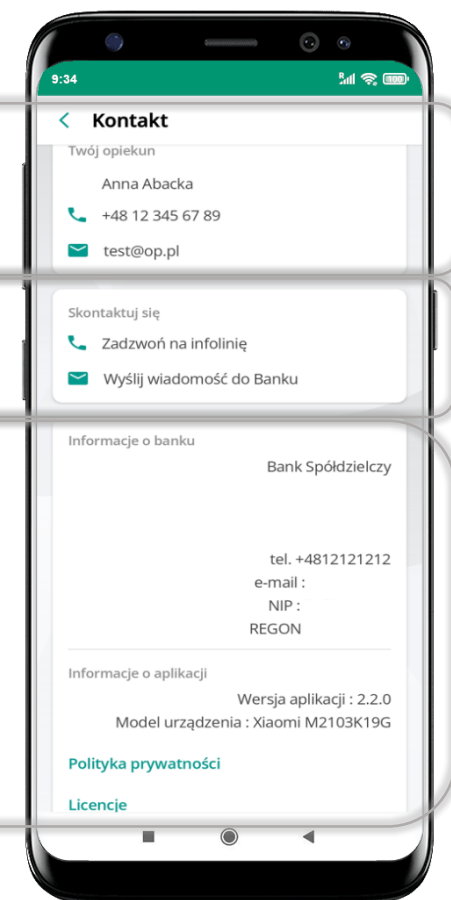 9:34
R
100
Kontakt
Twój opiekun
Anna Abacka
+48 12 345 67 89
test@op.pl
Skontaktuj się
Zadzwoń na infolinię
Wyślij wiadomość do Banku
Informacje o banku
Bank Spółdzielczy
tel. +4812121212
e-mail :
NIP :
REGON
Informacje o aplikacji
Wersja aplikacji : 2.2.0
Model urządzenia : Xiaomi M2103K19G
Polityka prywatności
Licencje